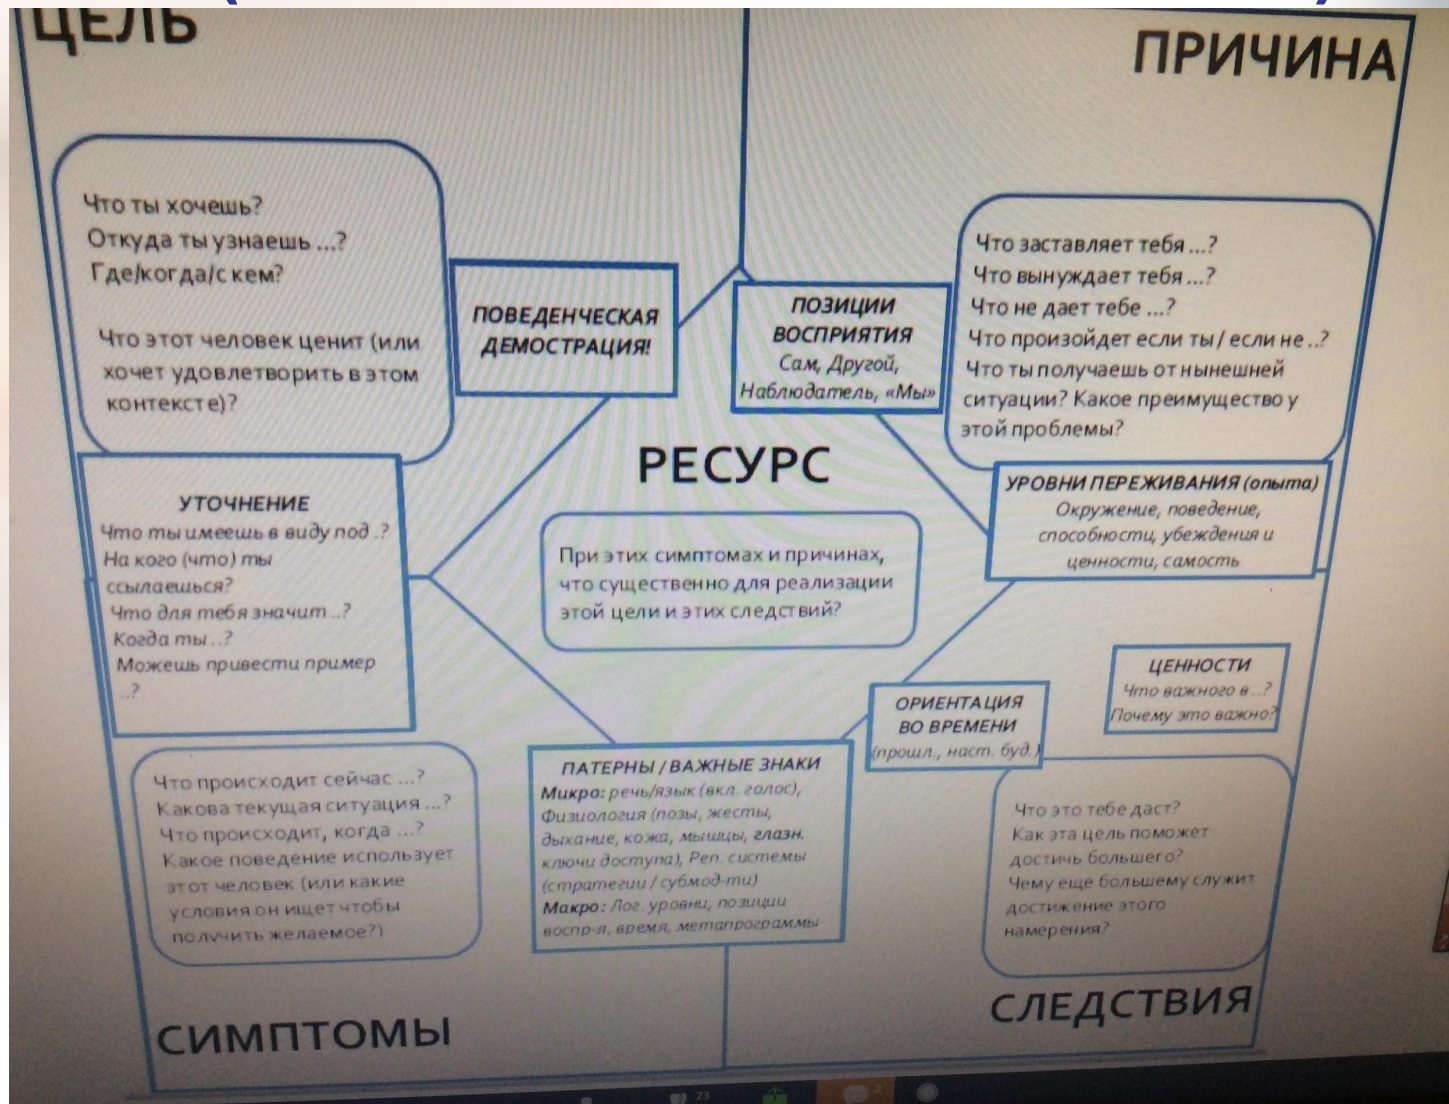 ЦЕЛЬ
ПРИЧИНА
Что ты хочешь?
Откуда ты узнаешь ...?
Где/когда/с кем?
Что этот человек ценит (или
хочет удовлетворить в этом
контексте)?
ПОВЕДЕНЧЕСКАЯ
ДЕМОСТРАЦИЯ!
ПОЗИЦИИ
ВОСПРИЯТИЯ
Сам, Другой,
Наблюдатель, «Мы»
Что заставляет тебя ...?
Что вынуждает тебя ...?
Что не дает тебе ...?
Что произойдет если ты / если не ..?
Что ты получаешь от нынешней
ситуации? Какое преимущество у
этой проблемы?
УТОЧНЕНИЕ
Что ты имеешь в виду под .?
На кого (что) ты
ссылаешься?
Что для тебя значит ..?
Когда ты ..?
Можешь привести пример
..?
РЕСУРС
При этих симптомах и причинах,
что существенно для реализации
этой цели и этих следствий?
УРОВНИ ПЕРЕЖИВАНИЯ (опыта)
Окружение, поведение,
способности, убеждения и
ценности, самость
ЦЕННОСТИ
Что важного в ..?
Почему это важно?
ОРИЕНТАЦИЯ
ВО ВРЕМЕНИ
(прошл., наст. буд.)
Что происходит сейчас ...?
Какова текущая ситуация ...?
Что происходит, когда ...?
Какое поведение использует
этот человек (или какие
условия он ищет чтобы
получить желаемое?)
ПАТЕРНЫ / ВАЖНЫЕ ЗНАКИ
Микро: речь/язык (вкл. голос),
Физиология (позы, жесты,
дыхание, кожа, мышцы, глазн.
ключи доступа), Реп. системы
(стратегии / субмод-ти)
Макро: Лог. уровни, позиции
воспр-я, время, метапрограммы
Что это тебе даст?
Как эта цель поможет
достичь большего?
Чему еще большему служит
достижение этого
намерения?
СИМПТОМЫ
СЛЕДСТВИЯ
23
2